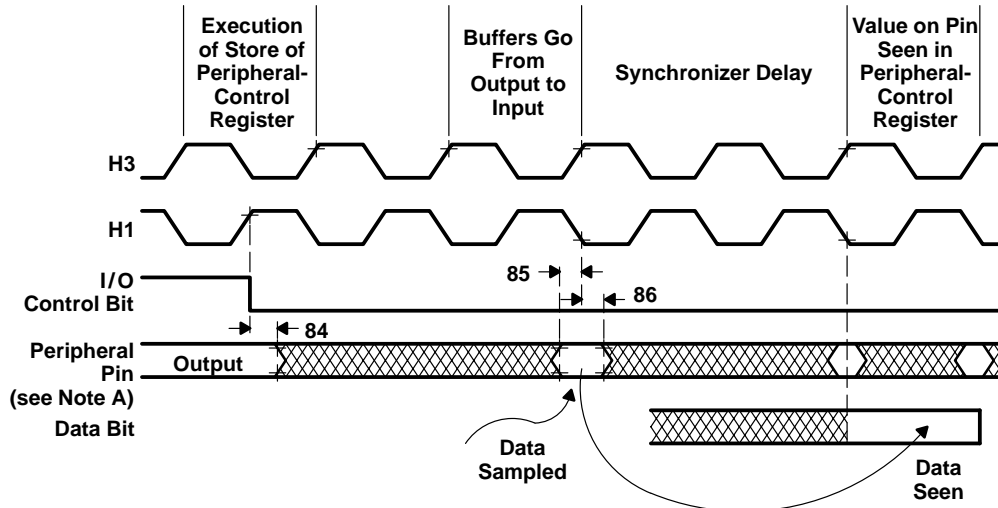 Execution
of Store of
Peripheral-
Control
Register
Buffers Go
From
Output to
Input
Synchronizer Delay
Value on Pin
Seen in
Peripheral-
Control
Register
H3
H1
I/O
Control Bit
85
86
84
Peripheral
Pin
(see Note A)
Output
Data Bit
Data
Sampled
Data
Seen